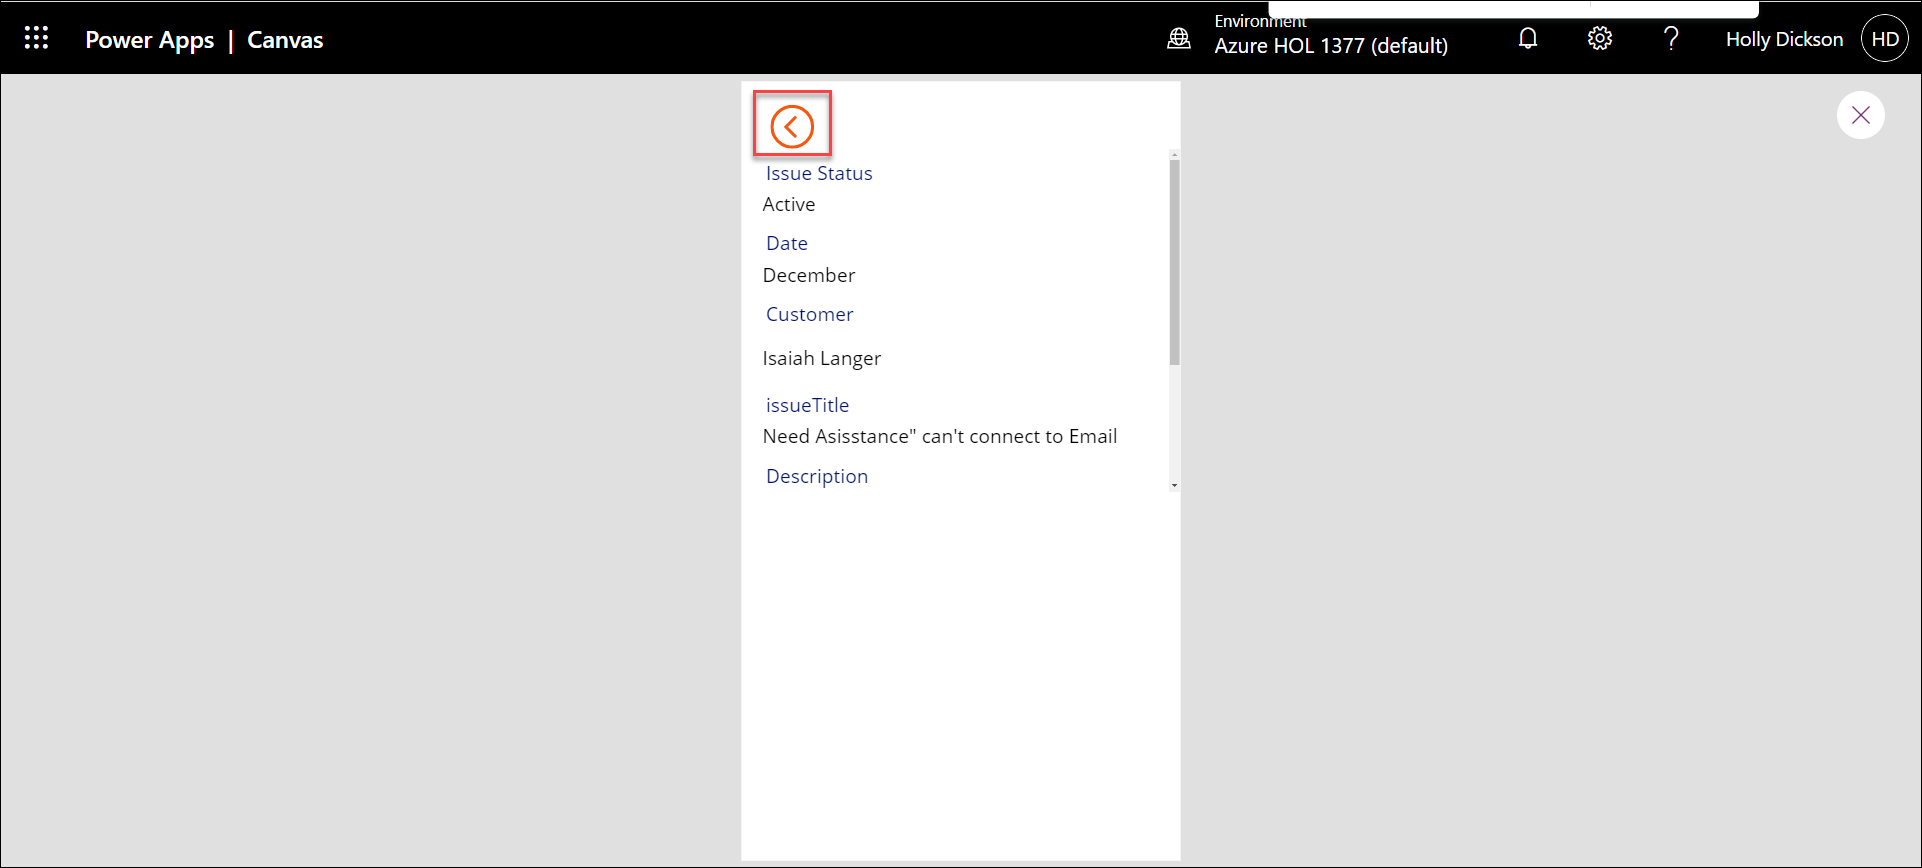 Power Apps | Canvas
Environment
Azure HOL 1377 (default)
?
Holly Dickson
HD
Issue Status
Active
Date
December
Customer
Isaiah Langer
issueTitle
Need Asisstance" can't connect to Email
Description